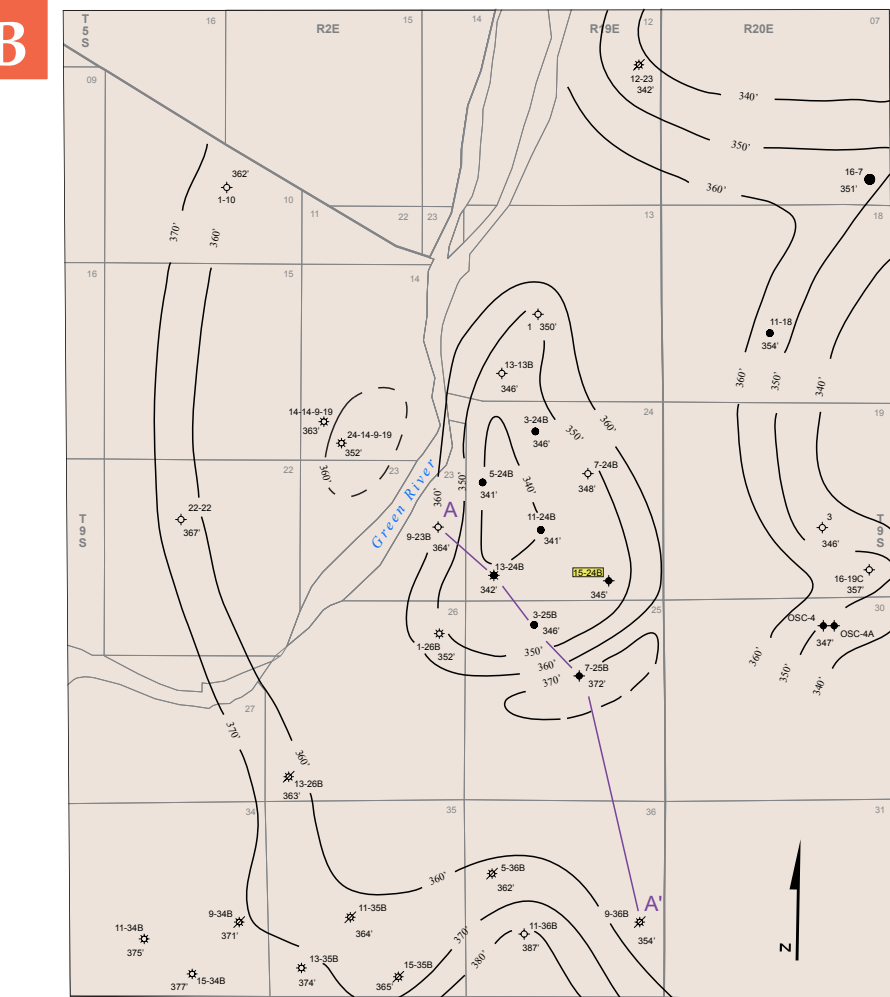 B
T
5
S
16
R2E
15
14
R19E
12
R20E
07
09
12-23
342'
340'
350'
16-7
351'
362'
1-10
360'
10
11
22
23
13
18
370'
360'
16
15
14
1 350'
11-18
354'
13-13B
346'
360'
350'
340'
14-14-9-19
363'
24-14-9-19
352'
3-24B
346'
350'
360'
24
19
22
23
23
360'
Green River
5-24B
341'
340'
7-24B
348'
360'
350'
T
9
S
22-22
367'
A
9-23B
364'
11-24B
341'
3
346'
T
9
S
13-24B
342'
15-24B
345'
16-19C
357'
26
25
30
3-25B
346'
OSC-4
OSC-4A
347'
1-26B
352'
350'
360'
370'
7-25B
372'
360'
350'
340'
27
370'
360'
13-26B
363'
34
35
36
31
360'
5-36B
362'
9-34B
371'
11-35B
364'
9-36B
A'
354'
11-34B
375'
370'
11-36B
387'
380'
13-35B
374'
15-35B
365'
15-34B
377'
N